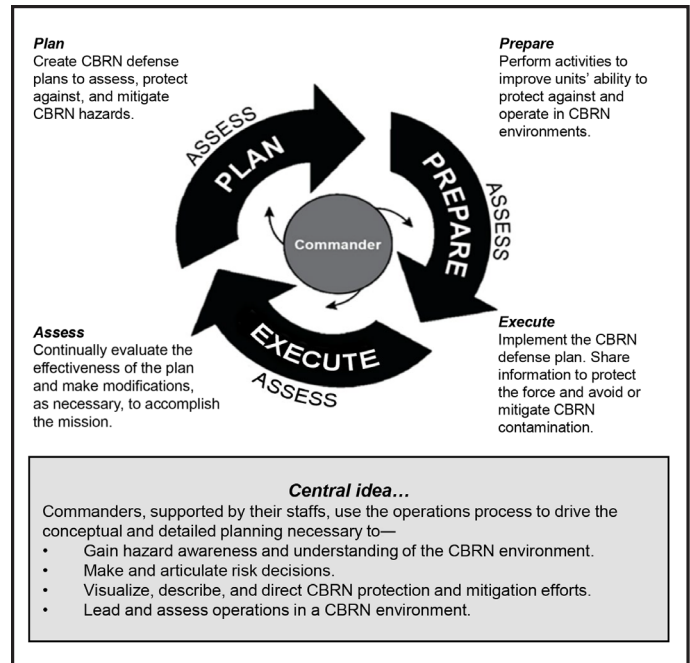 Plan
Create CBRN defense
plans to assess, protect
against, and mitigate
CBRN hazards.
Prepare
Perform activities to
improve units’ ability to
protect against and
operate in CBRN
environments.
ASSESS
PLAN
PREPARE
ASSESS
Commander
EXECUTE
ASSESS
Assess
Continually evaluate the
effectiveness of the plan
and make modifications,
as necessary, to accomplish
the mission.
Execute
Implement the CBRN
defense plan. Share
information to protect
the force and avoid or
mitigate CBRN
contamination.
Central idea…
Commanders, supported by their staffs, use the operations process to drive the
conceptual and detailed planning necessary to—
• Gain hazard awareness and understanding of the CBRN environment.
• Make and articulate risk decisions.
• Visualize, describe, and direct CBRN protection and mitigation efforts.
• Lead and assess operations in a CBRN environment.